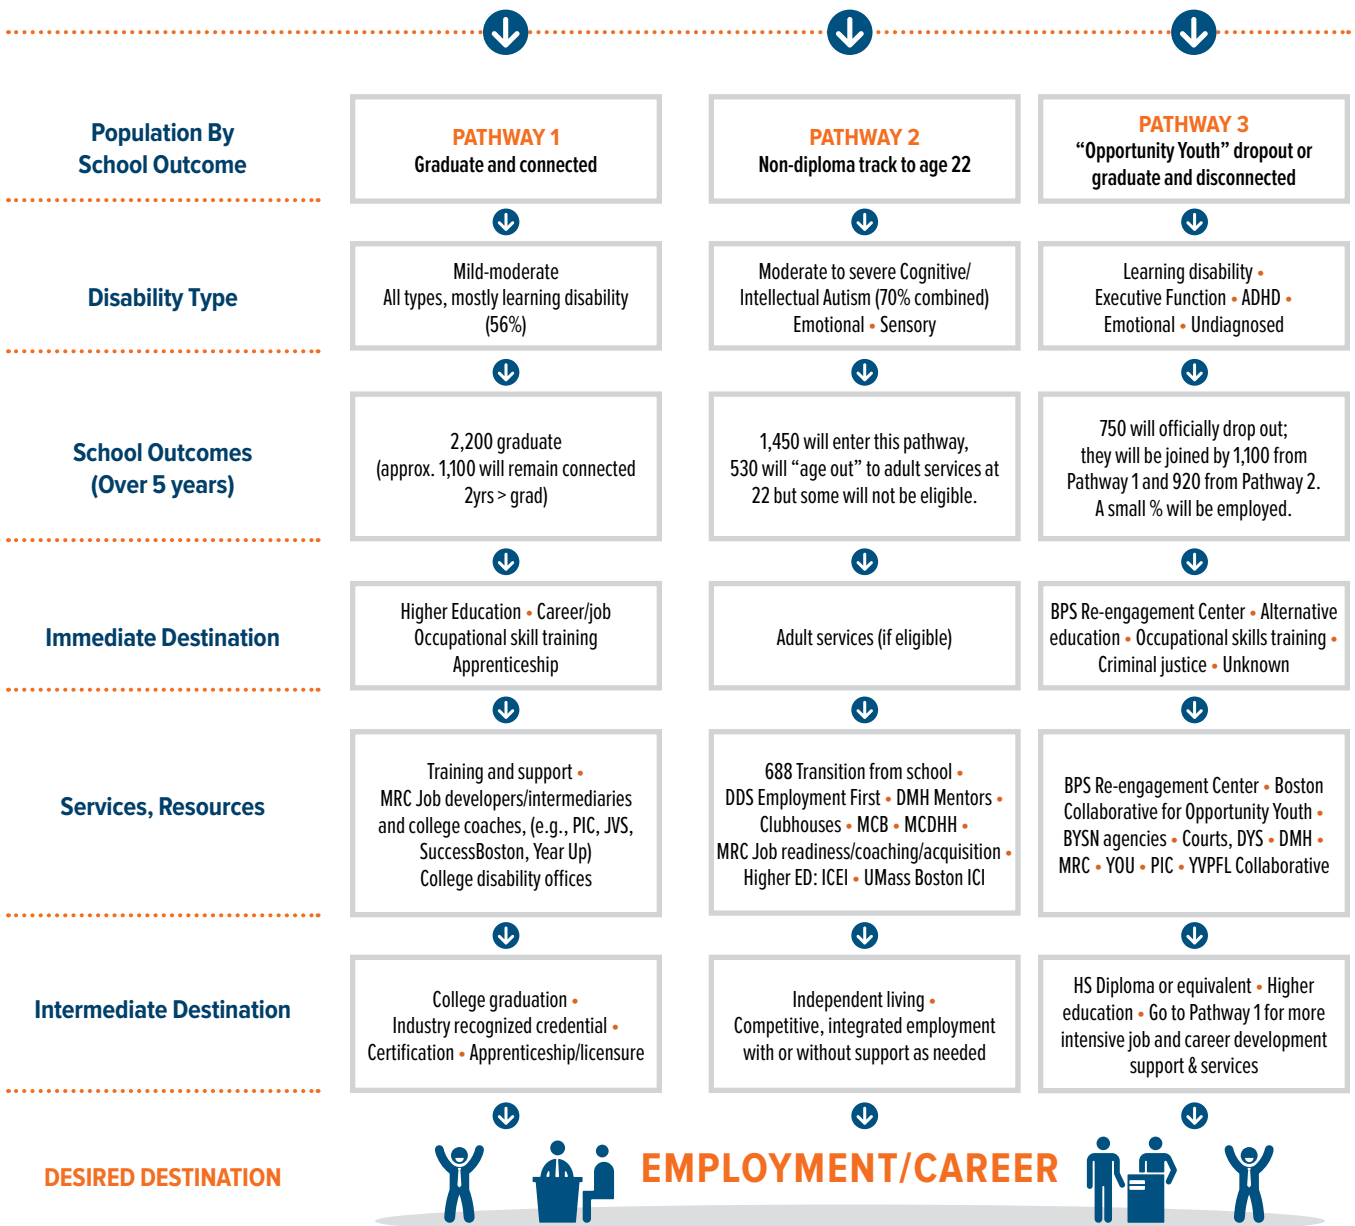 Population By
School Outcome
PATHWAY 1
Graduate and connected
PATHWAY 2
Non-diploma track to age 22
PATHWAY 3
“Opportunity Youth” dropout or
graduate and disconnected
Disability Type
Mild-moderate
All types, mostly learning disability
(56%)
Moderate to severe Cognitive/
Intellectual Autism (70% combined)
Emotional • Sensory
Learning disability •
Executive Function • ADHD •
Emotional • Undiagnosed
School Outcomes
(Over 5 years)
2,200 graduate
(approx. 1,100 will remain connected
2yrs > grad)
1,450 will enter this pathway,
530 will “age out” to adult services at
22 but some will not be eligible.
750 will officially drop out;
they will be joined by 1,100 from
Pathway 1 and 920 from Pathway 2.
A small % will be employed.
Immediate Destination
Higher Education • Career/job
Occupational skill training
Apprenticeship
Adult services (if eligible)
BPS Re-engagement Center • Alternative
education • Occupational skills training •
Criminal justice • Unknown
Services, Resources
Training and support •
MRC Job developers/intermediaries
and college coaches, (e.g., PIC, JVS,
SuccessBoston, Year Up)
College disability offices
688 Transition from school •
DDS Employment First • DMH Mentors •
Clubhouses • MCB • MCDHH •
MRC Job readiness/coaching/acquisition •
Higher ED: ICEI • UMass Boston ICI
BPS Re-engagement Center • Boston
Collaborative for Opportunity Youth •
BYSN agencies • Courts, DYS • DMH •
MRC • YOU • PIC • YVPFL Collaborative
Intermediate Destination
College graduation •
Industry recognized credential •
Certification • Apprenticeship/licensure
Independent living •
Competitive, integrated employment
with or without support as needed
HS Diploma or equivalent • Higher
education • Go to Pathway 1 for more
intensive job and career development
support & services
DESIRED DESTINATION
EMPLOYMENT/CAREER